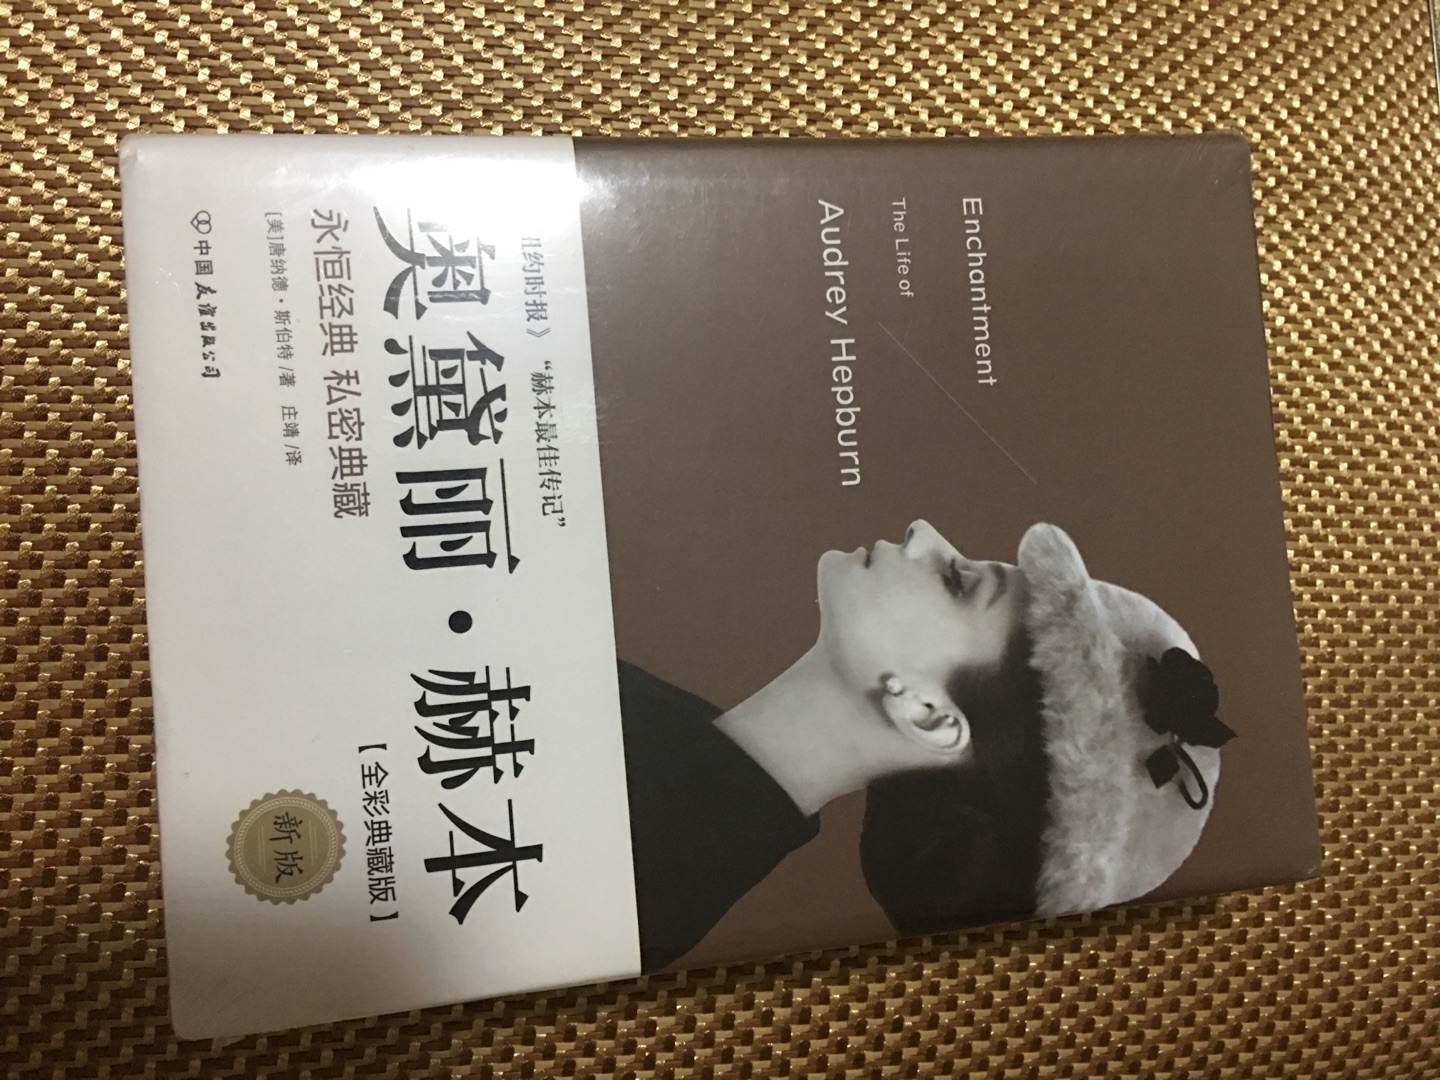 Enchantment
The Life of
Audrey Hepburn
纽约时报》“赫本最佳传记”
奥黛丽·赫本
【全彩典藏版】
永恒经典 私密典藏
[美]唐纳德·斯伯特/著 庄靖/译
新版
中国友谊出版公司